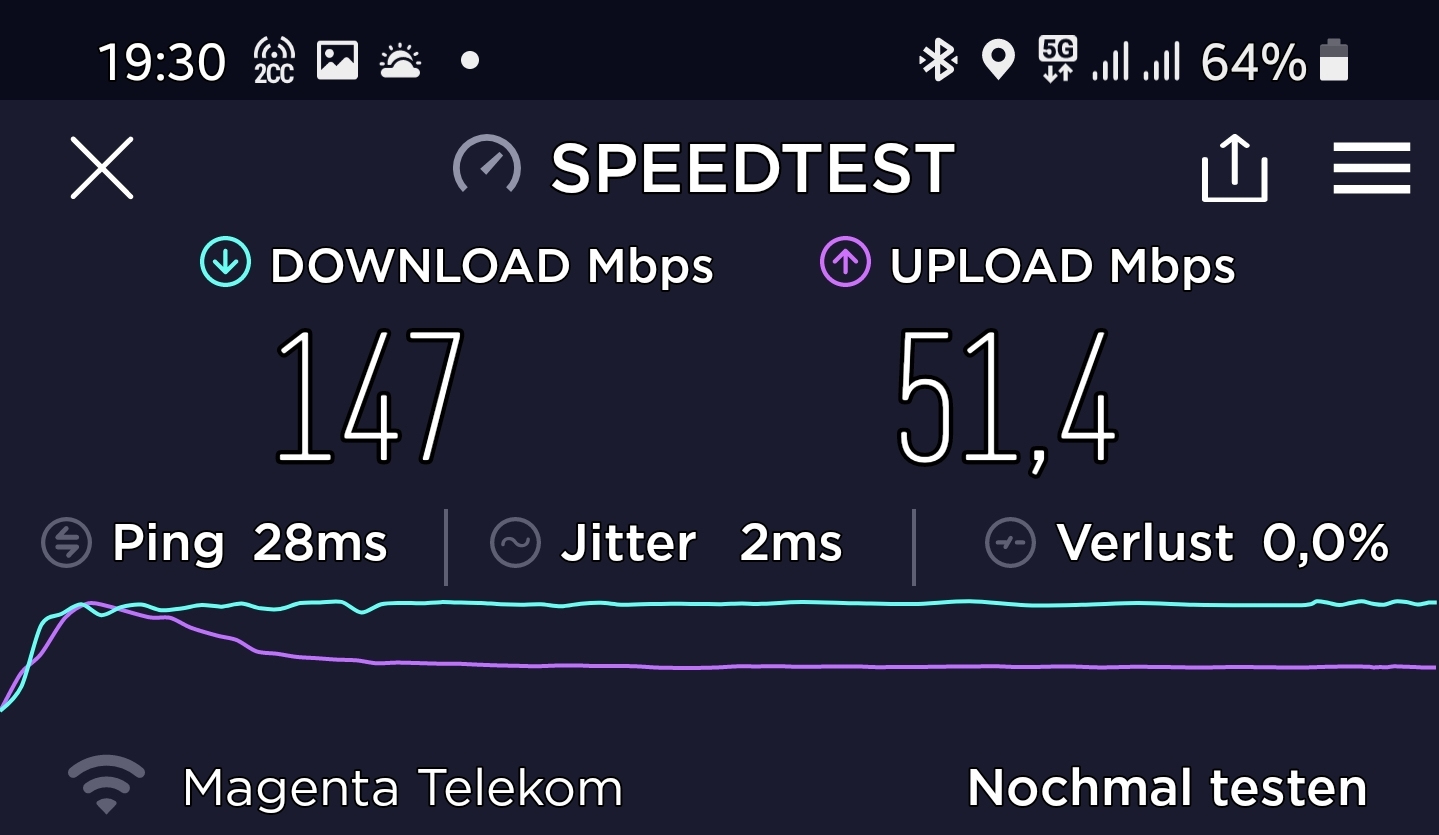 19:30 2CC 5G 64%
SPEEDTEST
DOWNLOAD Mbps UPLOAD Mbps
147 51,4
Ping 28ms Jitter 2ms Verlust 0,0%
Magenta Telekom Nochmal testen